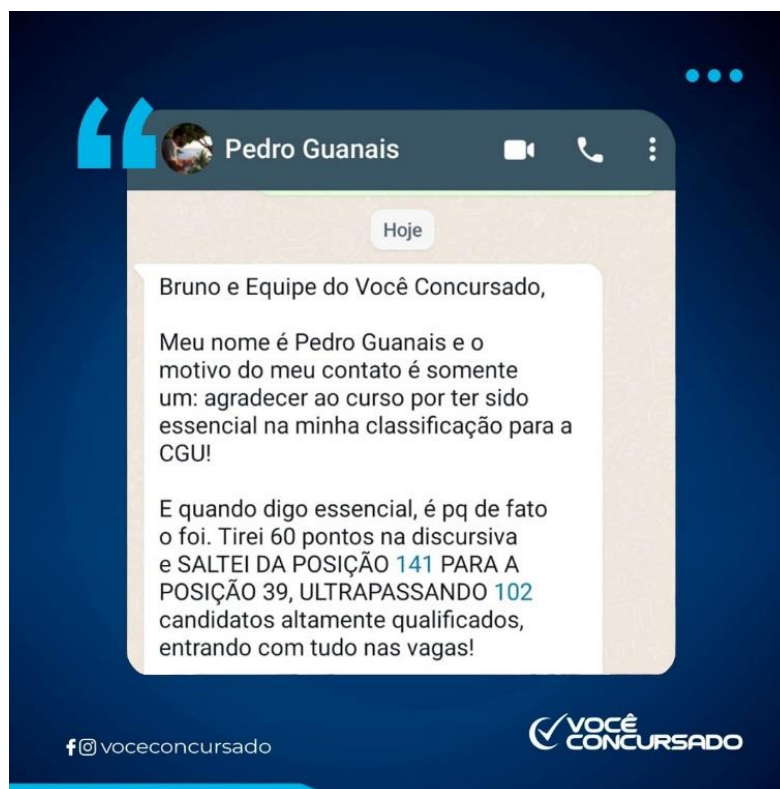 Pedro Guanais
Hoje
Bruno e Equipe do Você Concursado,
Meu nome é Pedro Guanais e o
motivo do meu contato é somente
um: agradecer ao curso por ter sido
essencial na minha classificação para a
CGU!
E quando digo essencial, é pq de fato
o foi. Tirei 60 pontos na discursiva
e SALTEI DA POSIÇÃO 141 PARA A
POSIÇÃO 39, ULTRAPASSANDO 102
candidatos altamente qualificados,
entrando com tudo nas vagas!
voceconcursado
VOCÊ
CONCURSADO